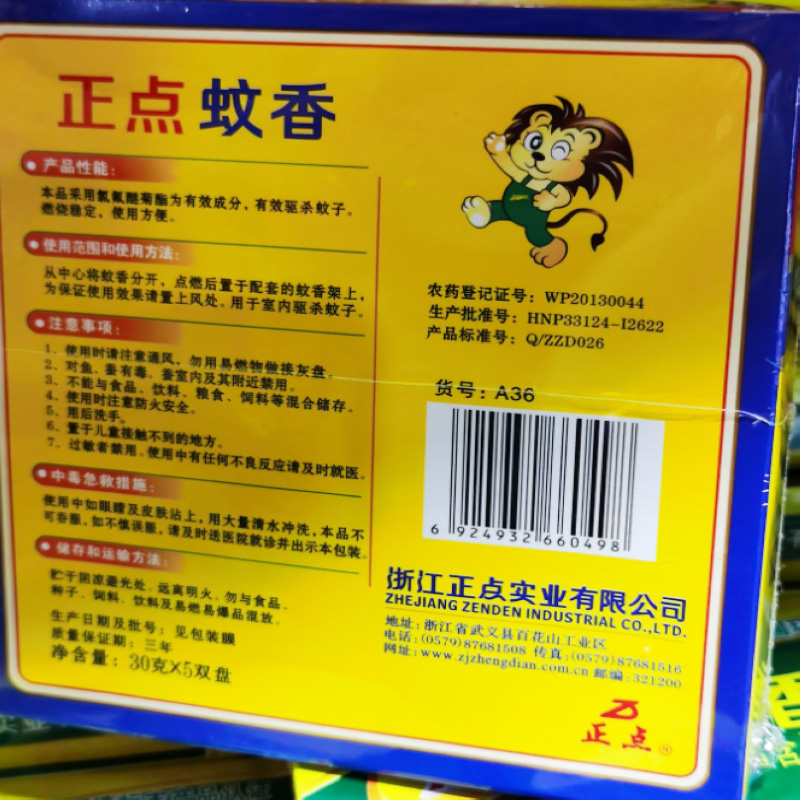 正点蚊香
产品性能:
本品采用氯氟醚菊酯为有效成分,有效驱杀蚊子。
燃烧稳定,使用方便。
使用范围和使用方法:
从中心将蚊香分开,点燃后置于配套的蚊香架上,
为保证使用效果请置上风处。用于室内驱杀蚊子。
注意事项:
1、使用时请注意通风,勿用易燃物做接灰盘。
2、对鱼、蚕有毒、蚕室内及其附近禁用。
3、不能与食品、饮料、粮食、饲料等混合储存。
4、使用时注意防火安全。
5、用后洗手。
6、置于儿童接触不到的地方。
7、过敏者禁用。使用中有任何不良反应请及时就医。
中毒急救措施:
使用中如眼睛及皮肤沾上,用大量清水冲洗,本品不
可吞服,如不慎误服,请及时送医院就诊并出示本包装。
储存和运输方法:
贮于阴凉避光处、远离明火、勿与食品、
种子、饲料、饮料及易燃易爆品混放。
生产日期及批号:见包装膜
质量保证期:三年
净含量:30克×5双盘
农药登记证号:WP20130044
生产批准号:HNP33124-I2622
产品标准号:Q/ZZD026
货号:A36
6 924932 660498
浙江正点实业有限公司
ZHEJIANG ZENDEN INDUSTRIAL CO.,LTD.
地址:浙江省武义县百花山工业区
电话:(0579)87681508 传真:(0579)87681516
网址:www.zjzhengdian.com.cn 邮编:321200
正点®